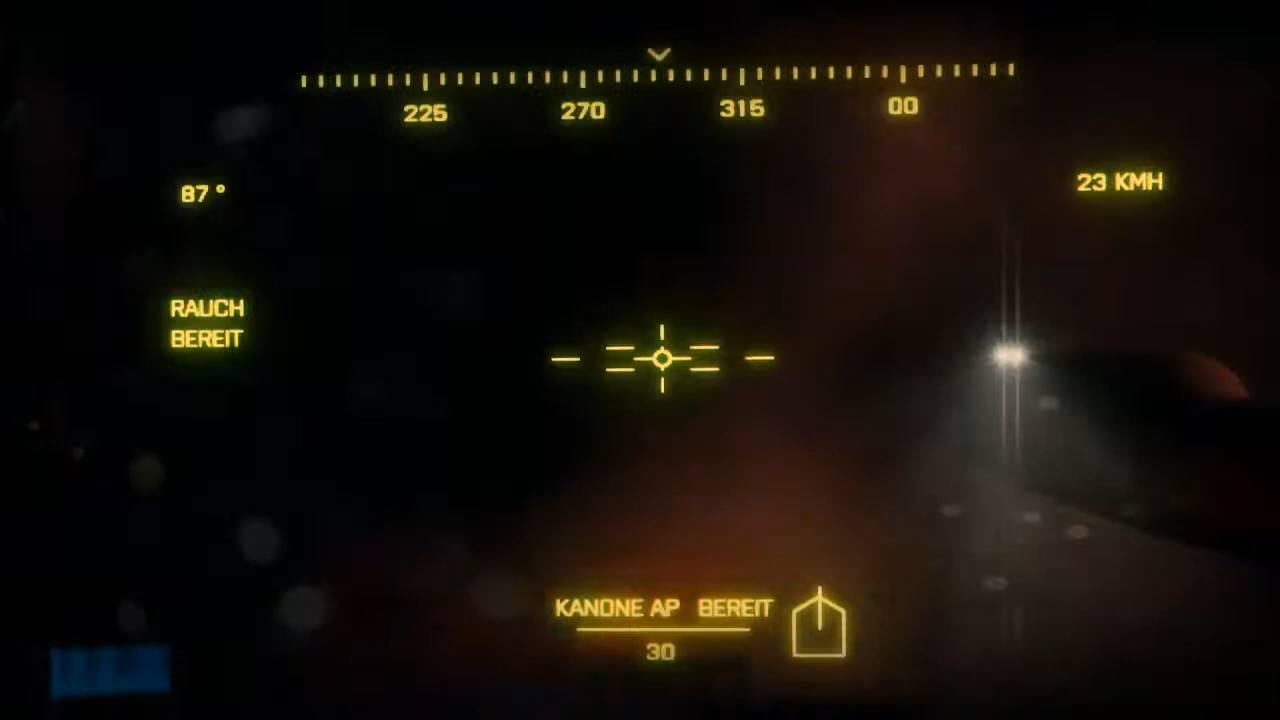 225 270 315 00
87 °
23 KMH
RAUCH
BEREIT
KANONE AP BEREIT
30